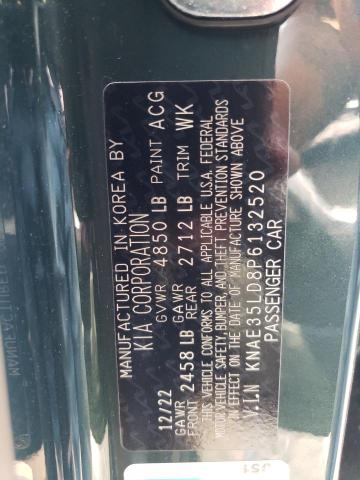 MANUFACTURED IN KOREA BY
KIA CORPORATION
GVWR 4850 LB PAINT ACG
12/22
GAWR FRONT 2458 LB GAWR REAR 2712 LB TRIM WK
THIS VEHICLE CONFORMS TO ALL APPLICABLE U.S.A. FEDERAL
MOTOR VEHICLE SAFETY, BUMPER, AND THEFT PREVENTION STANDARDS
IN EFFECT ON THE DATE OF MANUFACTURE SHOWN ABOVE
V.I.N KNAE35LD8P6132520
PASSENGER CAR